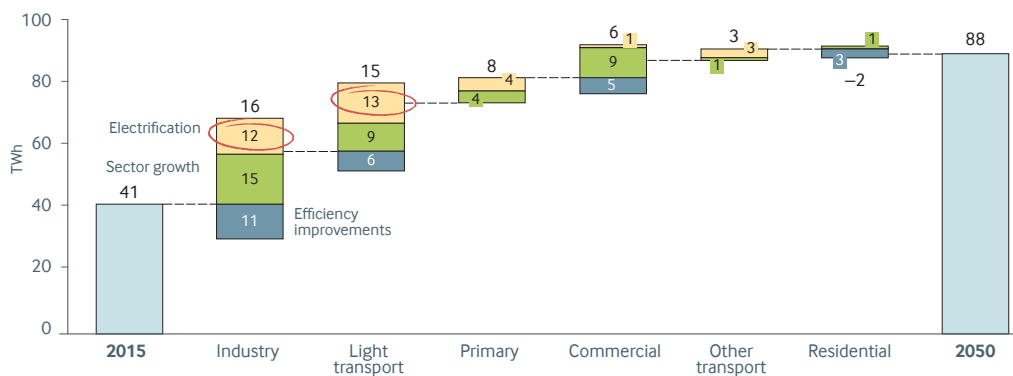 100
80
60
40
20
0
TWh
41
16
Electrification
12
Sector growth
15
11
Efficiency
improvements
15
13
9
6
8
4
4
6
1
9
5
3
3
1
1
3
–2
88
2015
Industry
Light
transport
Primary
Commercial
Other
transport
Residential
2050